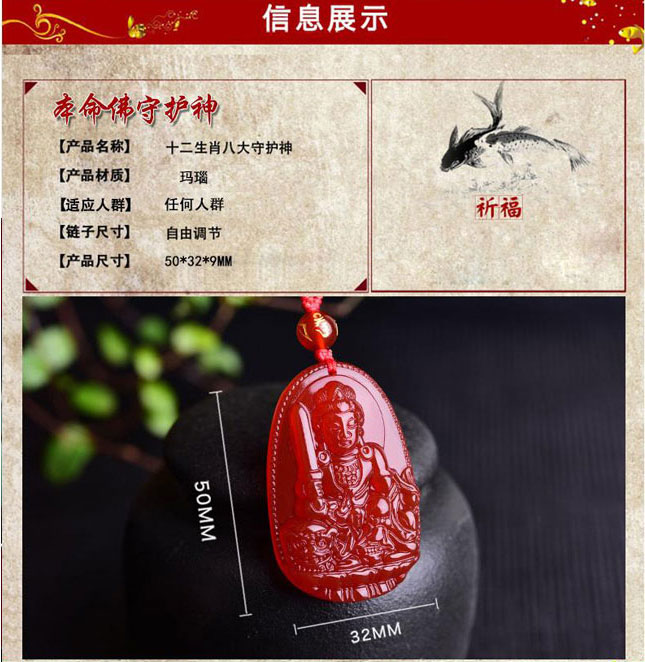 信息展示
本命佛守护神
【产品名称】 十二生肖八大守护神
【产品材质】 玛瑙
【适应人群】 任何人群
【链子尺寸】 自由调节
【产品尺寸】 50*32*9MM
祈福
50MM
32MM